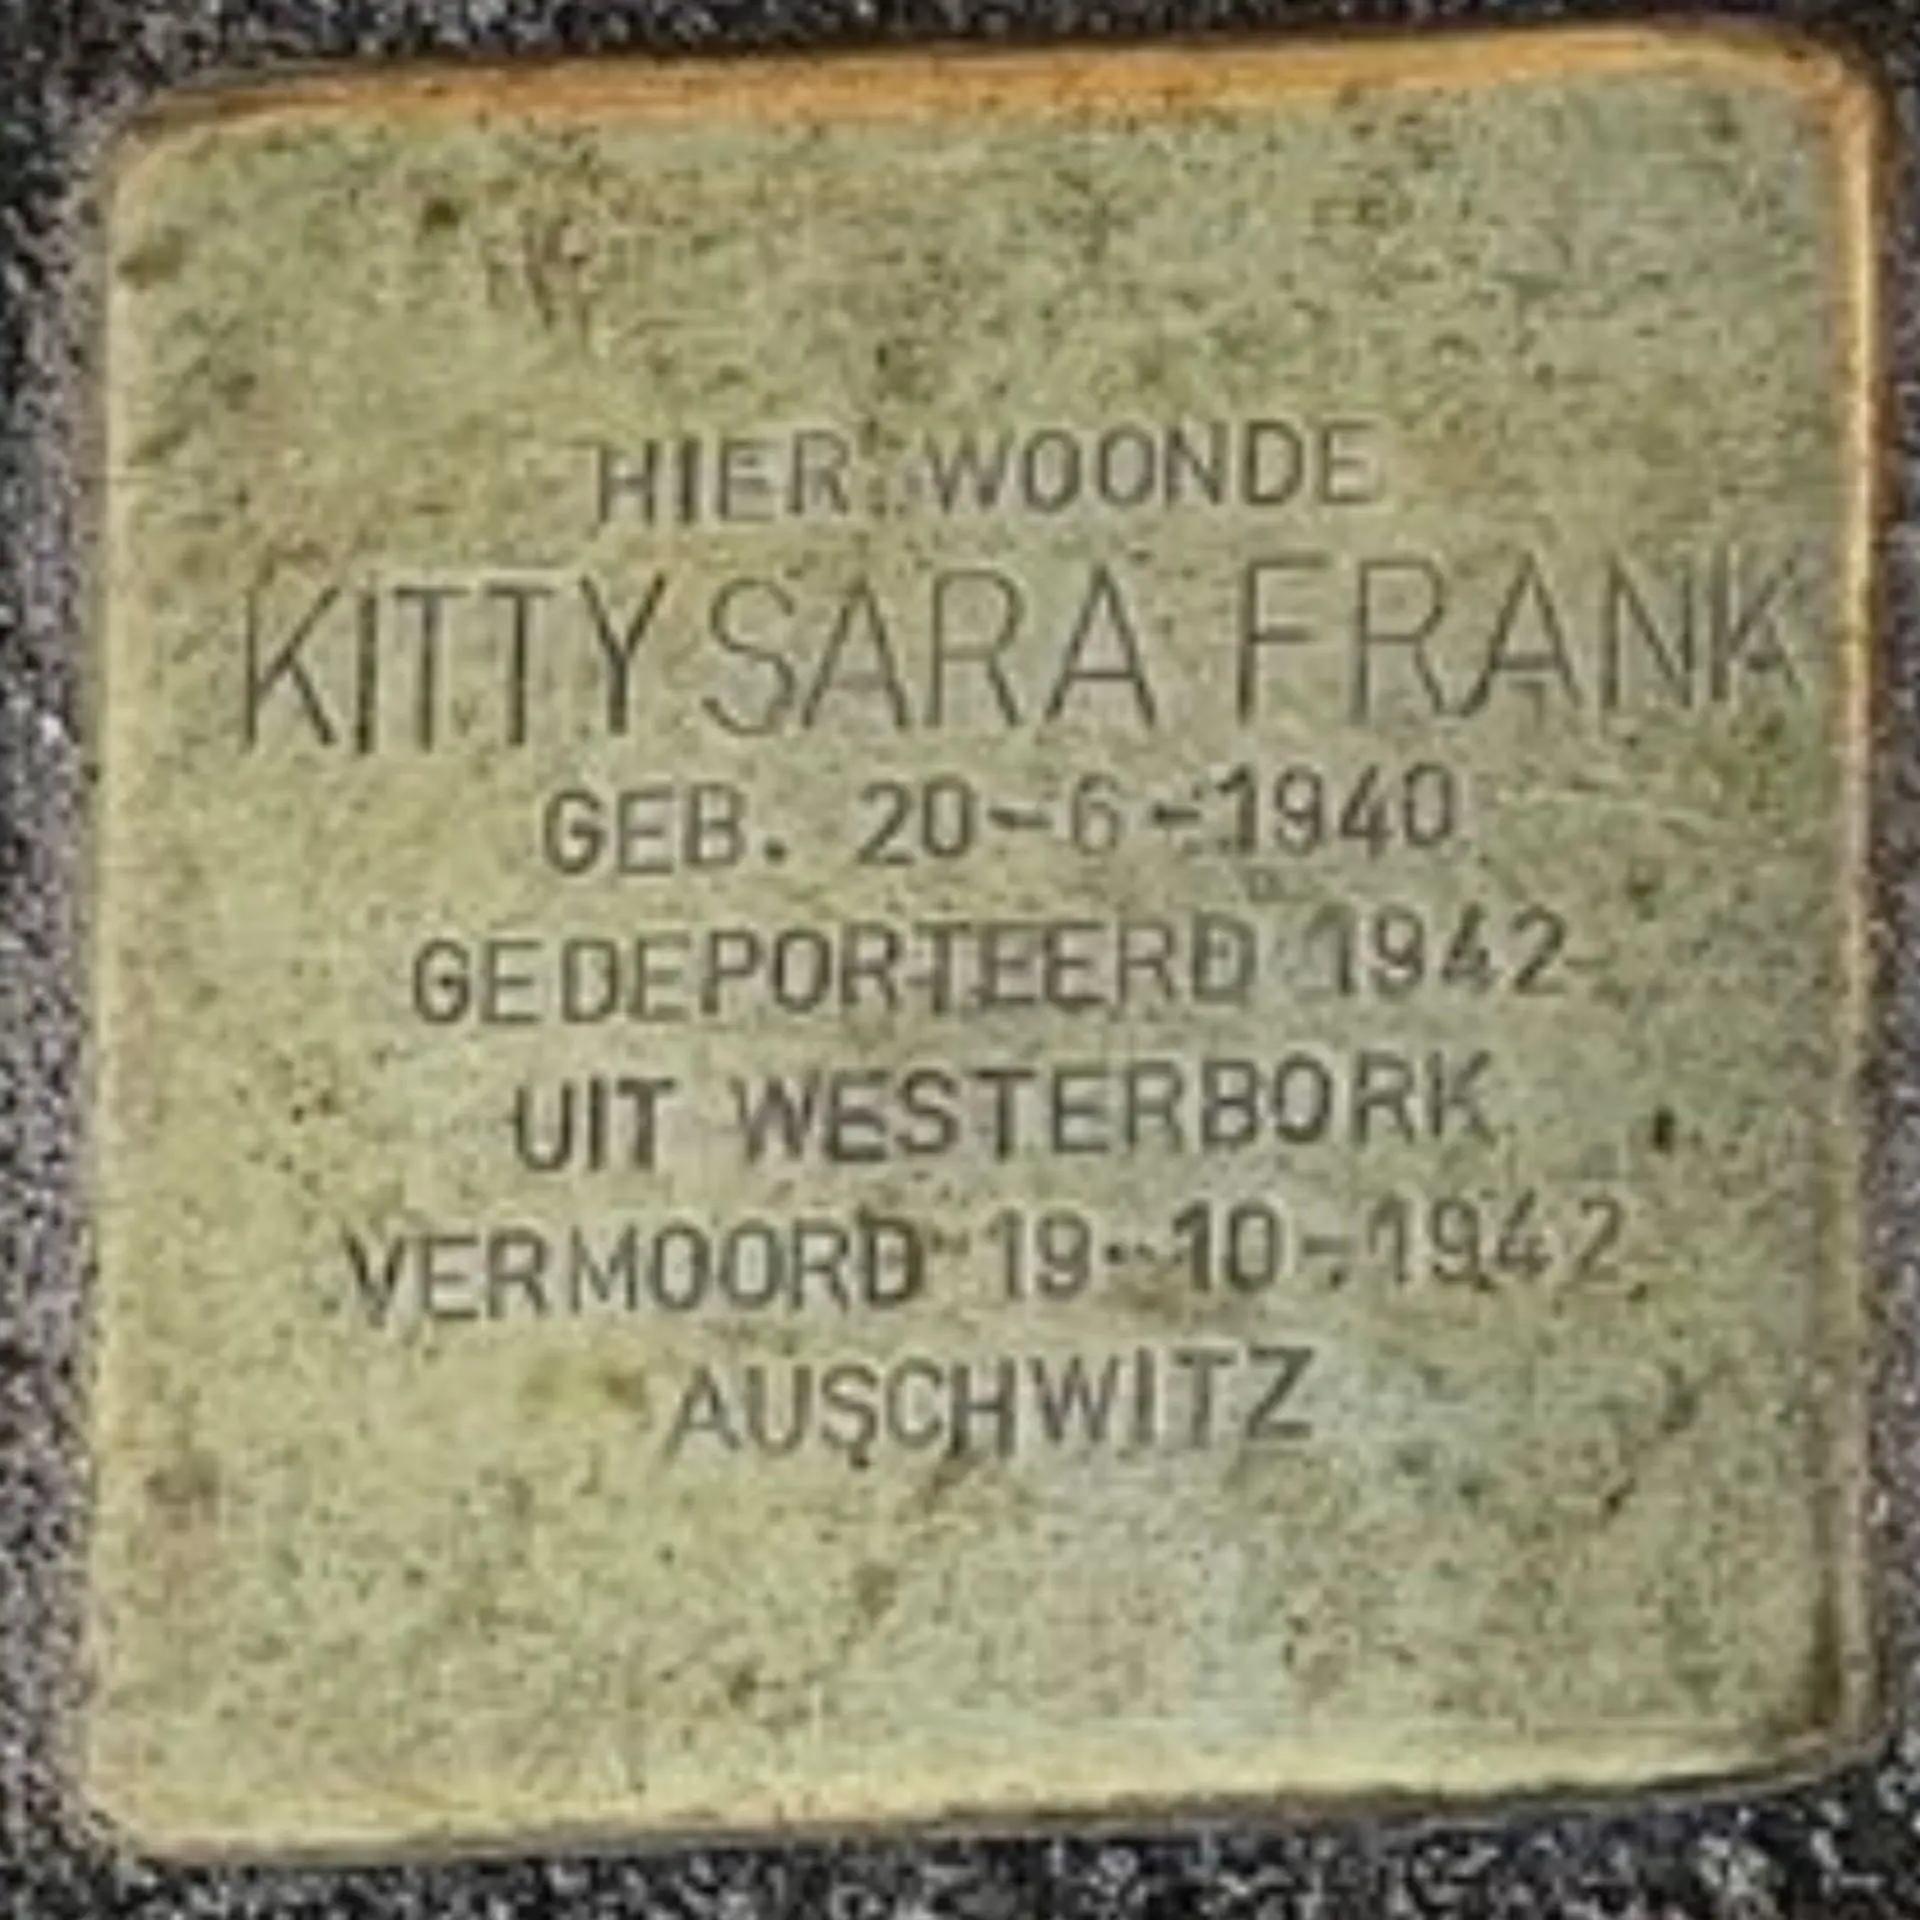 HIER WOONDE
KITTY SARA FRANK
GEB. 20-6-1940
GEDEPORTEERD 1942
UIT WESTERBORK
VERMOORD 19-10-1942
AUSCHWITZ